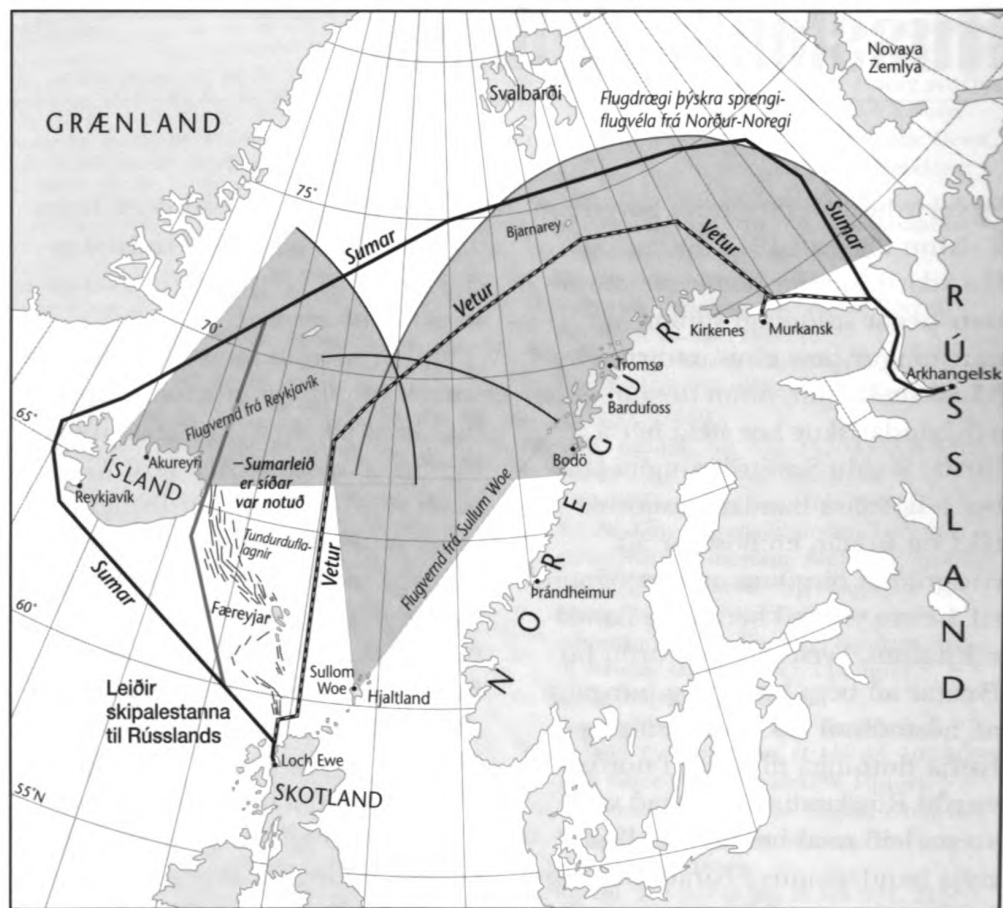 Novaya
Zemlya
Svalbarði
Flugdrægi þýskra sprengi-
flugvéla frá Norður-Noregi
GRÆNLAND
75°
Bjarnarey
Sumar
Sumar
Vetur
Vetur
70°
Kirkenes
Murkansk
RÚSSLAND
Tromsø
Arkhangelsk
Bardufoss
Flugvernd frá Reykjavík
65°
Akureyri
ÍSLAND
Reykjavík
Sumarleið
er síðar
var notuð
Bodö
NOREGUR
Tundurdufla-
lagnir
Vetur
Flugvernd frá Sullum Woe
Sumar
Færeyjar
Þrándheimur
60°
Sullom
Woe
Hjaltland
Leiðir
skipalestanna
til Rússlands
Loch Ewe
SKOTLAND
55°N